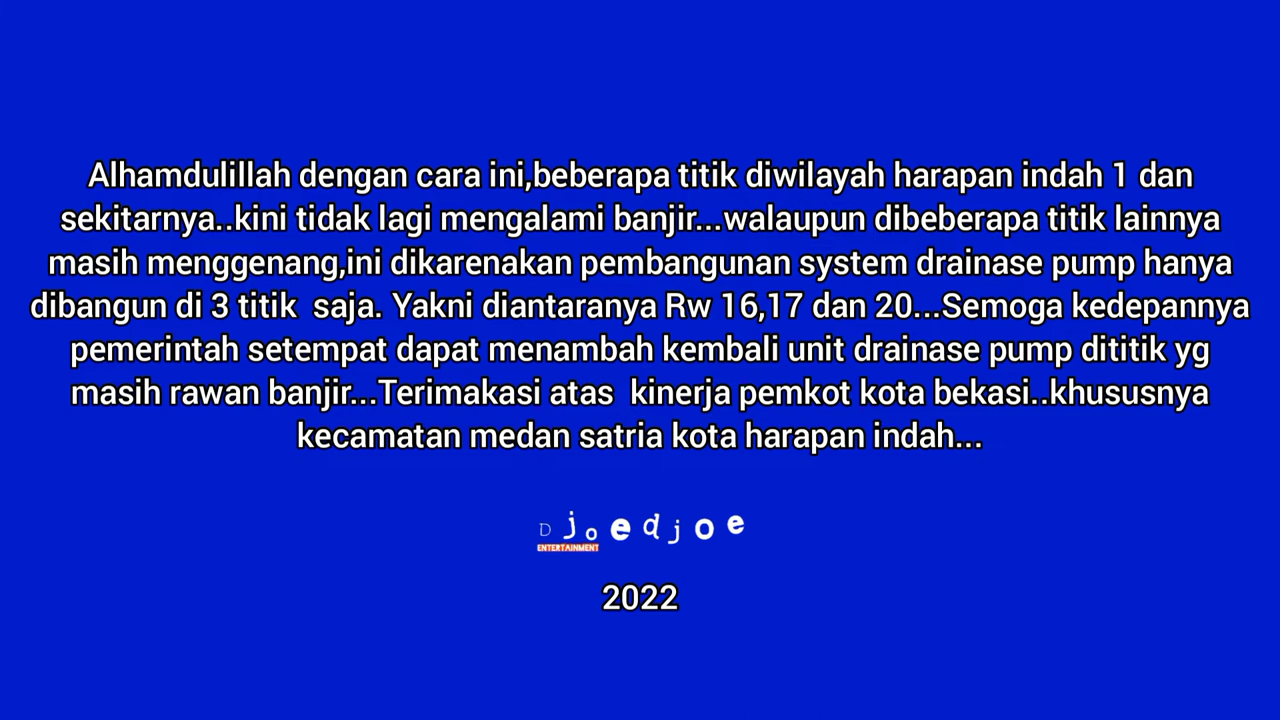 Alhamdulillah dengan cara ini,beberapa titik diwilayah harapan indah 1 dan
sekitarnya..kini tidak lagi mengalami banjir...walaupun dibeberapa titik lainnya
masih menggenang,ini dikarenakan pembangunan system drainase pump hanya
dibangun di 3 titik  saja. Yakni diantaranya Rw 16,17 dan 20...Semoga kedepannya
pemerintah setempat dapat menambah kembali unit drainase pump dititik yg
masih rawan banjir...Terimakasi atas  kinerja pemkot kota bekasi..khususnya
kecamatan medan satria kota harapan indah...
Djoedjoe
ENTERTAINMENT
2022